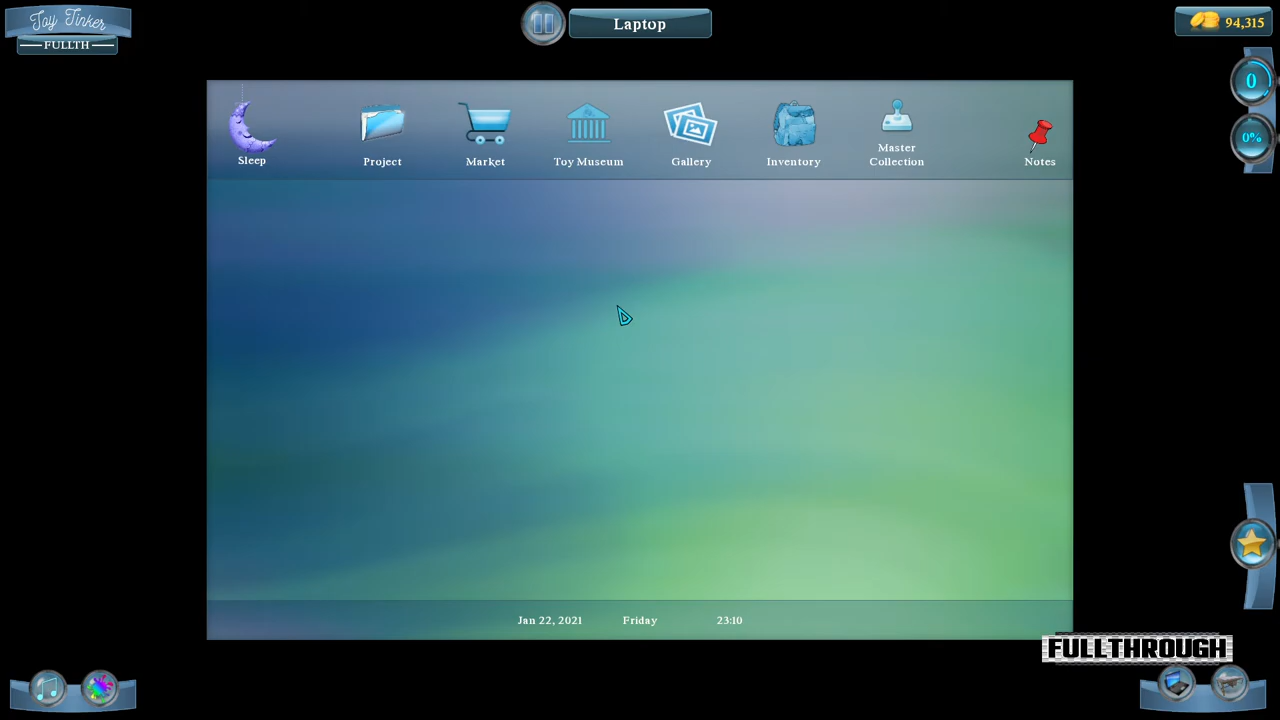 Toy Tinker
FULLTH
Laptop
94,315
0
0%
Sleep
Project
Market
Toy Museum
Gallery
Inventory
Master
Collection
Notes
Jan 22, 2021 Friday 23:10
FULLTHROUGH